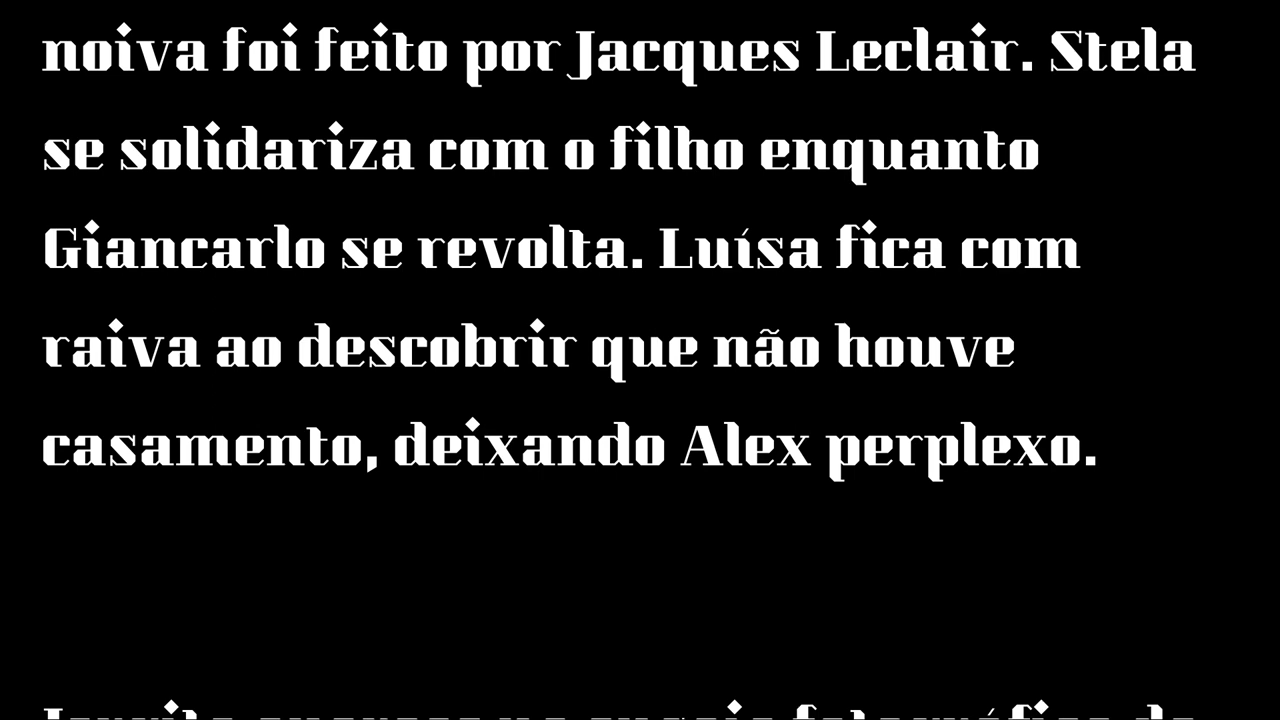 noiva foi feito por Jacques Leclair. Stela
se solidariza com o filho enquanto
Giancarlo se revolta. Luísa fica com
raiva ao descobrir que não houve
casamento, deixando Alex perplexo.